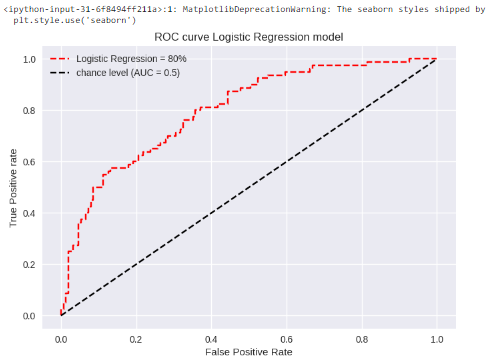 <ipython-input-31-6f8494ff211a>:1: MatplotlibDeprecationWarning: The seaborn styles shipped by
plt.style.use('seaborn')
ROC curve Logistic Regression model
Logistic Regression = 80%
chance level (AUC = 0.5)
True Positive rate
1.0
0.8
0.6
0.4
0.2
0.0
0.0 0.2 0.4 0.6 0.8 1.0
False Positive Rate